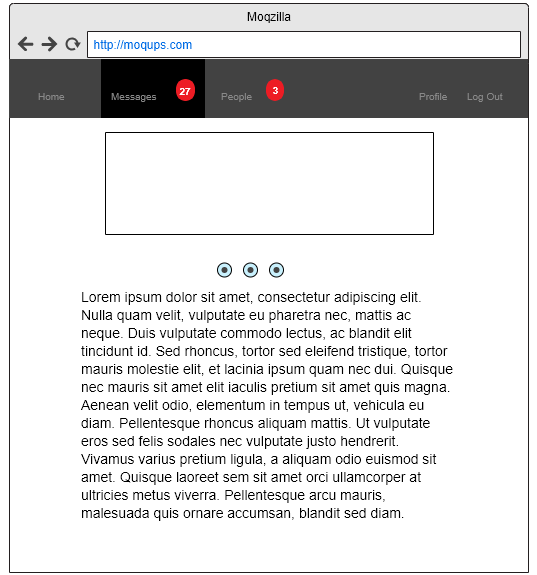 Moqzilla
http://moqups.com
Home Messages 27 People 3 Profile Log Out
Lorem ipsum dolor sit amet, consectetur adipiscing elit.
Nulla quam velit, vulputate eu pharetra nec, mattis ac
neque. Duis vulputate commodo lectus, ac blandit elit
tincidunt id. Sed rhoncus, tortor sed eleifend tristique, tortor
mauris molestie elit, et lacinia ipsum quam nec dui. Quisque
nec mauris sit amet elit iaculis pretium sit amet quis magna.
Aenean velit odio, elementum in tempus ut, vehicula eu
diam. Pellentesque rhoncus aliquam mattis. Ut vulputate
eros sed felis sodales nec vulputate justo hendrerit.
Vivamus varius pretium ligula, a aliquam odio euismod sit
amet. Quisque laoreet sem sit amet orci ullamcorper at
ultricies metus viverra. Pellentesque arcu mauris,
malesuada quis ornare accumsan, blandit sed diam.